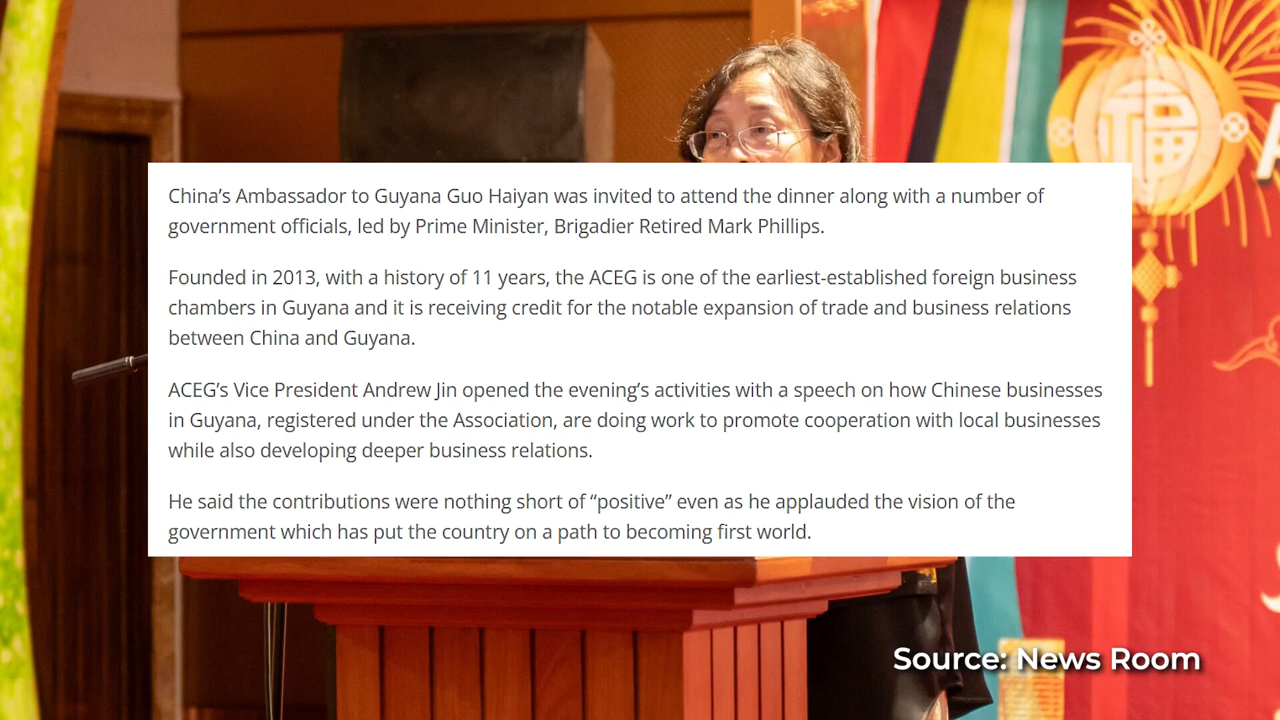 福
China’s Ambassador to Guyana Guo Haiyan was invited to attend the dinner along with a number of
government officials, led by Prime Minister, Brigadier Retired Mark Phillips.
Founded in 2013, with a history of 11 years, the ACEG is one of the earliest-established foreign business
chambers in Guyana and it is receiving credit for the notable expansion of trade and business relations
between China and Guyana.
ACEG’s Vice President Andrew Jin opened the evening’s activities with a speech on how Chinese businesses
in Guyana, registered under the Association, are doing work to promote cooperation with local businesses
while also developing deeper business relations.
He said the contributions were nothing short of “positive” even as he applauded the vision of the
government which has put the country on a path to becoming first world.
Source: News Room